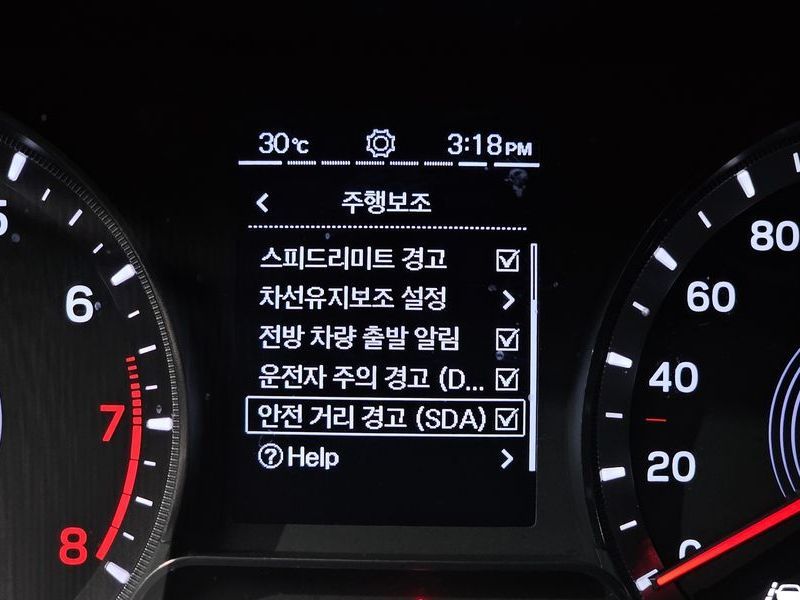 30℃
3:18PM
주행보조
스피드리미트 경고
차선유지보조 설정
전방 차량 출발 알림
운전자 주의 경고 (D...
안전 거리 경고 (SDA)
Help
5
6
7
8
80
60
40
20
0